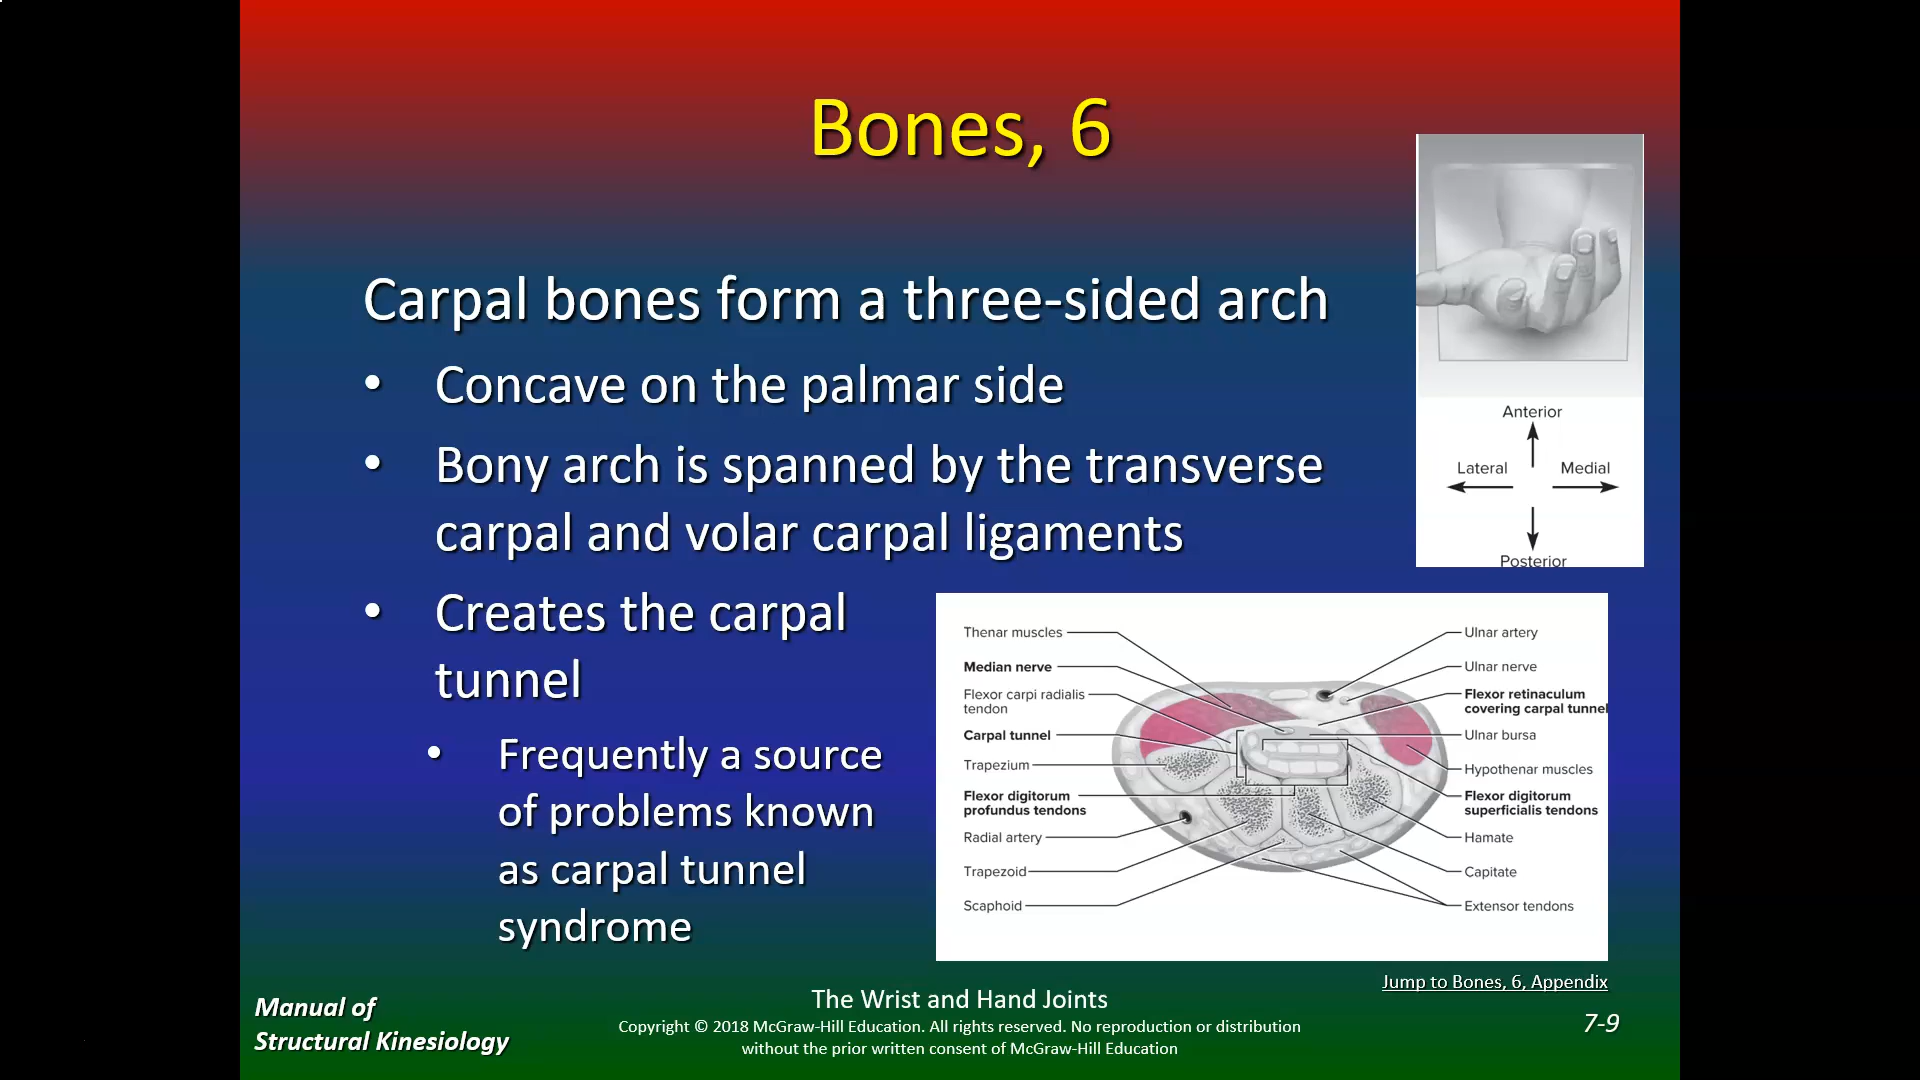 Bones, 6
Carpal bones form a three-sided arch
• Concave on the palmar side
• Bony arch is spanned by the transverse
carpal and volar carpal ligaments
• Creates the carpal
tunnel
• Frequently a source
of problems known
as carpal tunnel
syndrome
Anterior
Lateral
Medial
Posterior
Thenar muscles
Median nerve
Flexor carpi radialis
tendon
Carpal tunnel
Trapezium
Flexor digitorum
profundus tendons
Radial artery
Trapezoid
Scaphoid
Ulnar artery
Ulnar nerve
Flexor retinaculum
covering carpal tunnel
Ulnar bursa
Hypothenar muscles
Flexor digitorum
superficialis tendons
Hamate
Capitate
Extensor tendons
Jump to Bones, 6, Appendix
Manual of
Structural Kinesiology
The Wrist and Hand Joints
Copyright © 2018 McGraw-Hill Education. All rights reserved. No reproduction or distribution
without the prior written consent of McGraw-Hill Education
7-9